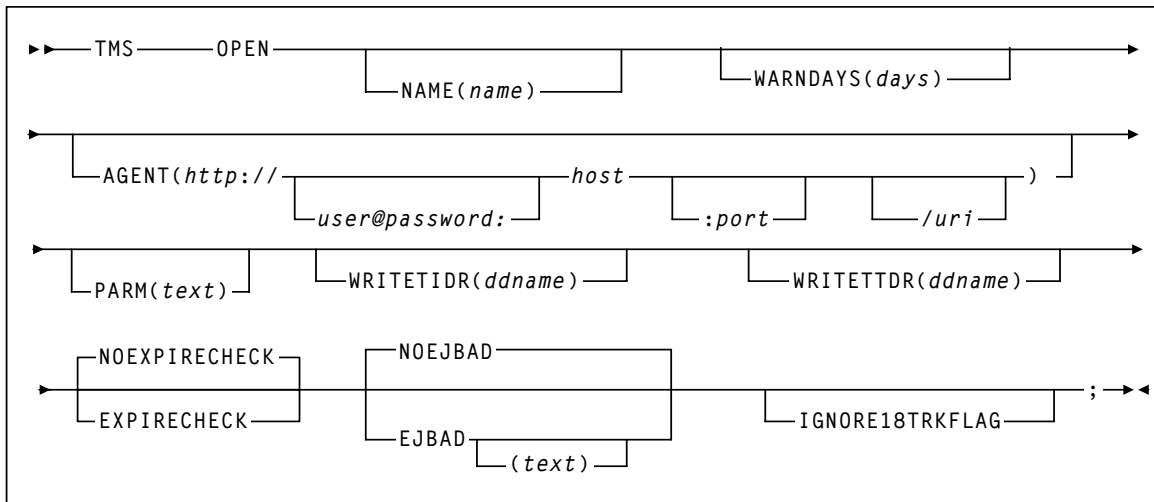 TMS OPEN
NAME(name) WARNDAYS(days)
AGENT(http:// host )
user@password: :port /uri
PARM(text) WRITETIDR(ddname) WRITETTDR(ddname)
NOEXPIRECHECK NOEJBAD
;
EXPIRECHECK EJBAD IGNORE18TRKFLAG
(text)